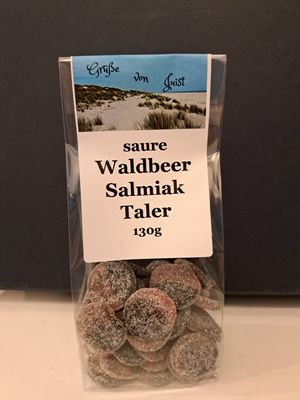 Grüße von Juist
saure
Waldbeer
Salmiak
Taler
130g